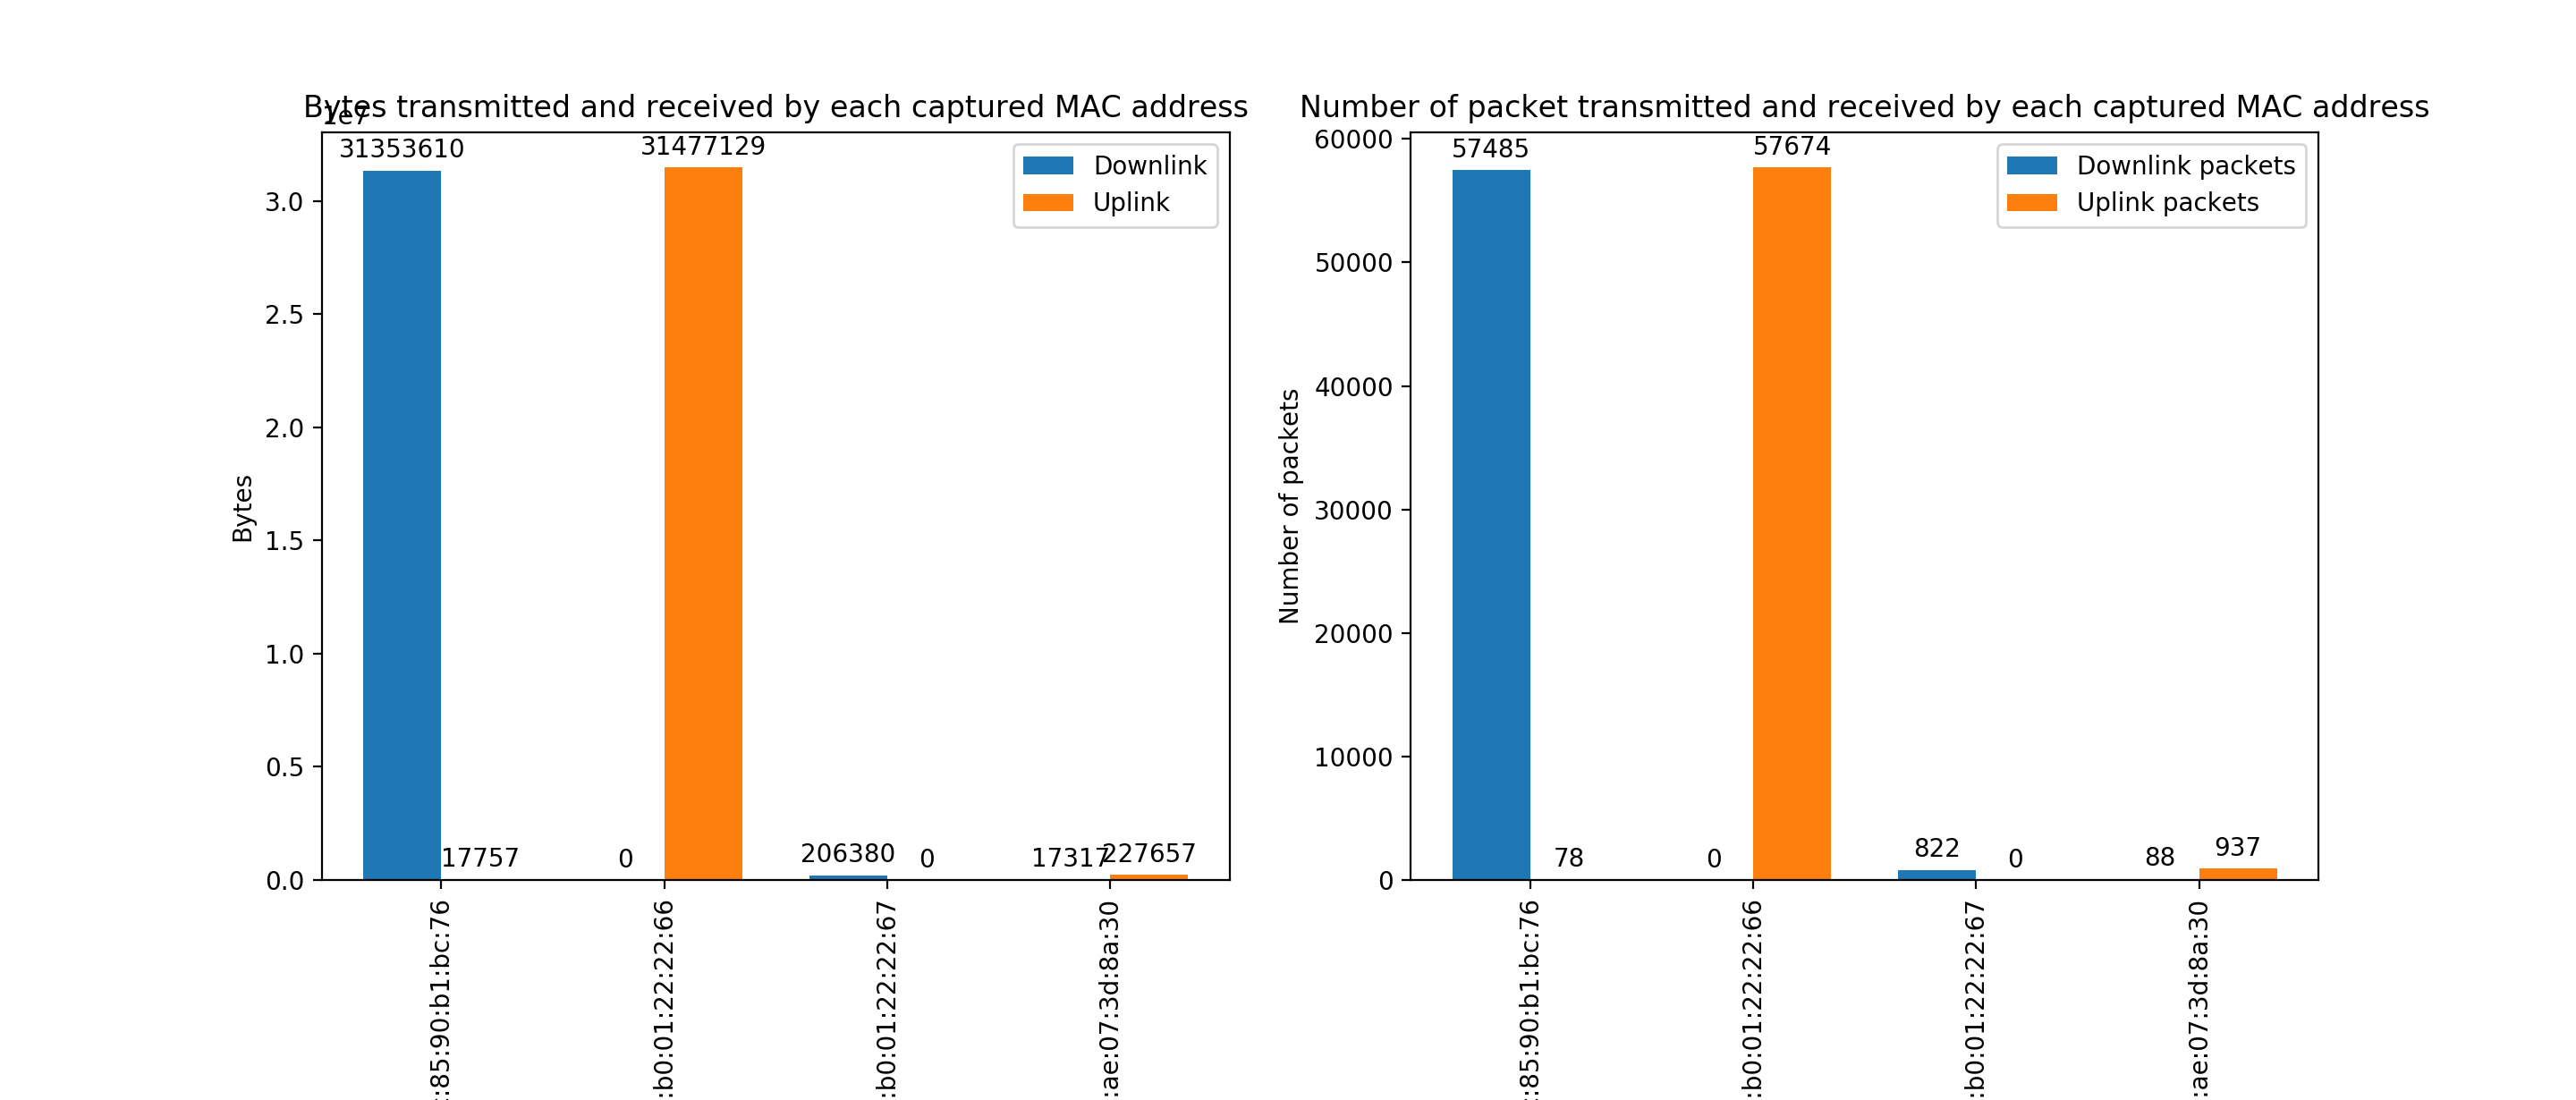 Bytes transmitted and received by each captured MAC address
1e7
31353610
31477129
Downlink
Uplink
3.0
2.5
2.0
1.5
1.0
0.5
0.0
Bytes
17757
0
206380
0
17317
227657
:85:90:b1:bc:76
:b0:01:22:22:66
:b0:01:22:22:67
:ae:07:3d:8a:30
Number of packet transmitted and received by each captured MAC address
60000
57485
57674
Downlink packets
Uplink packets
50000
40000
30000
20000
10000
0
Number of packets
78
0
822
0
88
937
:85:90:b1:bc:76
:b0:01:22:22:66
:b0:01:22:22:67
:ae:07:3d:8a:30